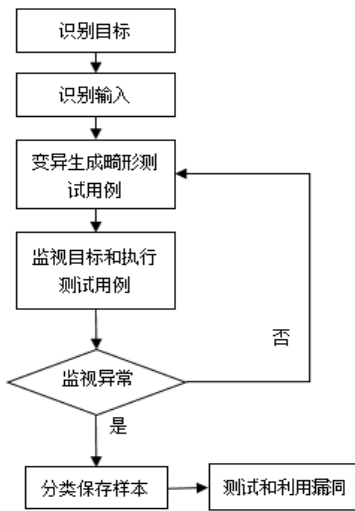 识别目标
识别输入
变异生成畸形测
试用例
监视目标和执行
测试用例
否
监视异常
是
分类保存样本
测试和利用漏洞